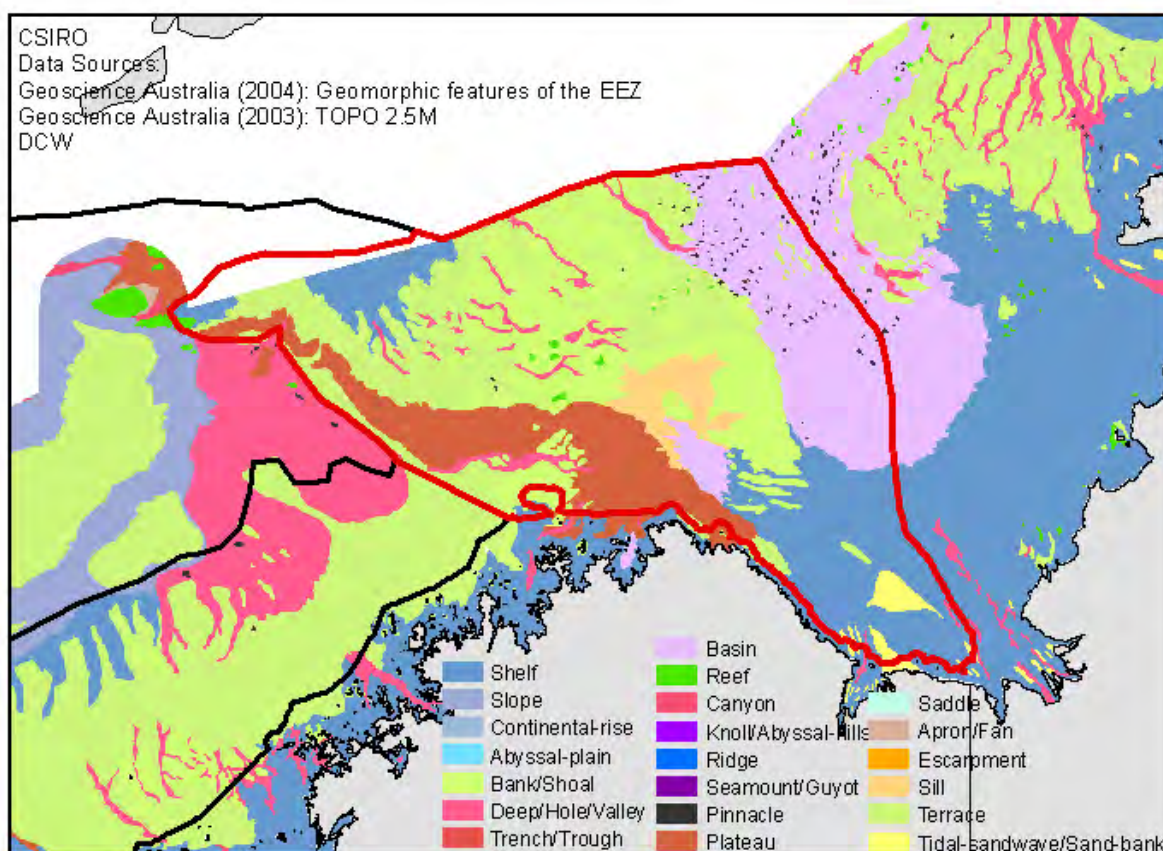 CSIRO
Data Sources:
Geoscience Australia (2004): Geomorphic features of the EEZ
Geoscience Australia (2003): TOPO 2.5M
DCW
Shelf
Slope
Continental-rise
Abyssal-plain
Bank/Shoal
Deep/Hole/Valley
Trench/Trough
Basin
Reef
Canyon
Knoll/Abyssal-hills
Ridge
Seamount/Guyot
Pinnacle
Plateau
Saddle
Apron/Fan
Escarpment
Sill
Terrace
Tidal-sandwave/Sand-bank